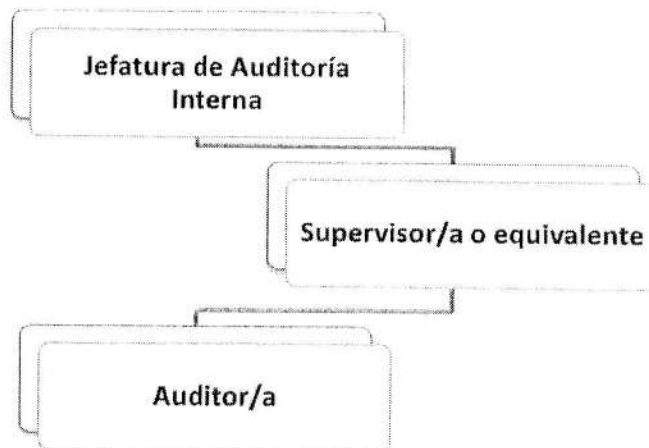 Jefatura de Auditoría
Interna
Supervisor/a o equivalente
Auditor/a